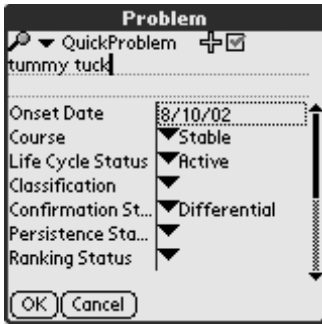 Problem
QuickProblem
tummy tuck
Onset Date 8/10/02
Course Stable
Life Cycle Status Active
Classification
Confirmation St... Differential
Persistence Sta...
Ranking Status
OK Cancel